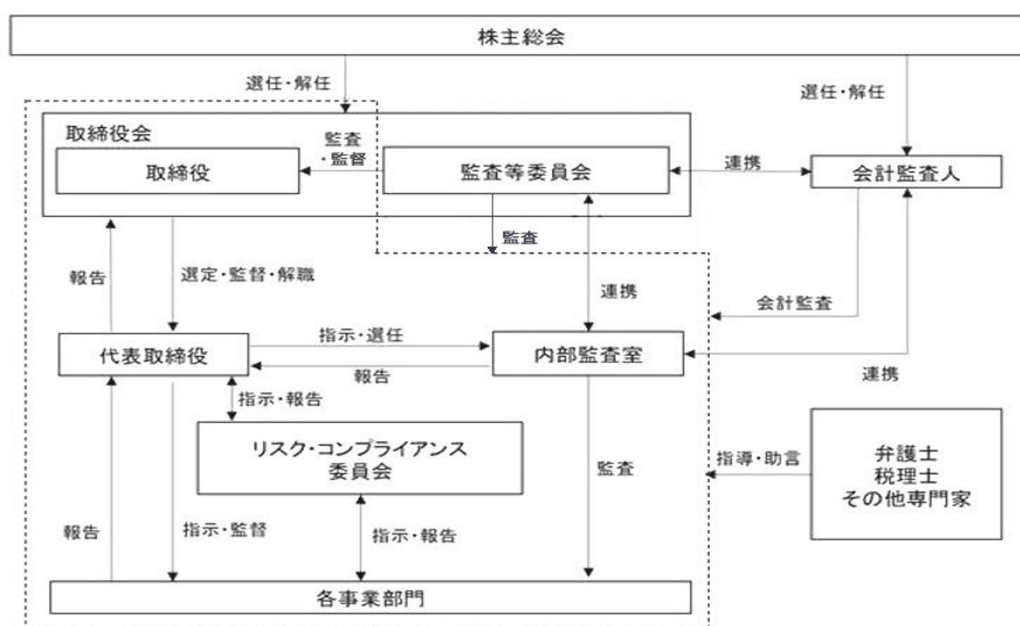 株主総会
選任・解任
選任・解任
取締役会
監査
・監督
取締役
監査等委員会
連携
会計監査人
監査
報告
選定・監督・解職
連携
会計監査
指示・選任
代表取締役
内部監査室
報告
連携
指示・報告
リスク・コンプライアンス
委員会
監査
指導・助言
弁護士
税理士
その他専門家
報告
指示・監督
指示・報告
各事業部門